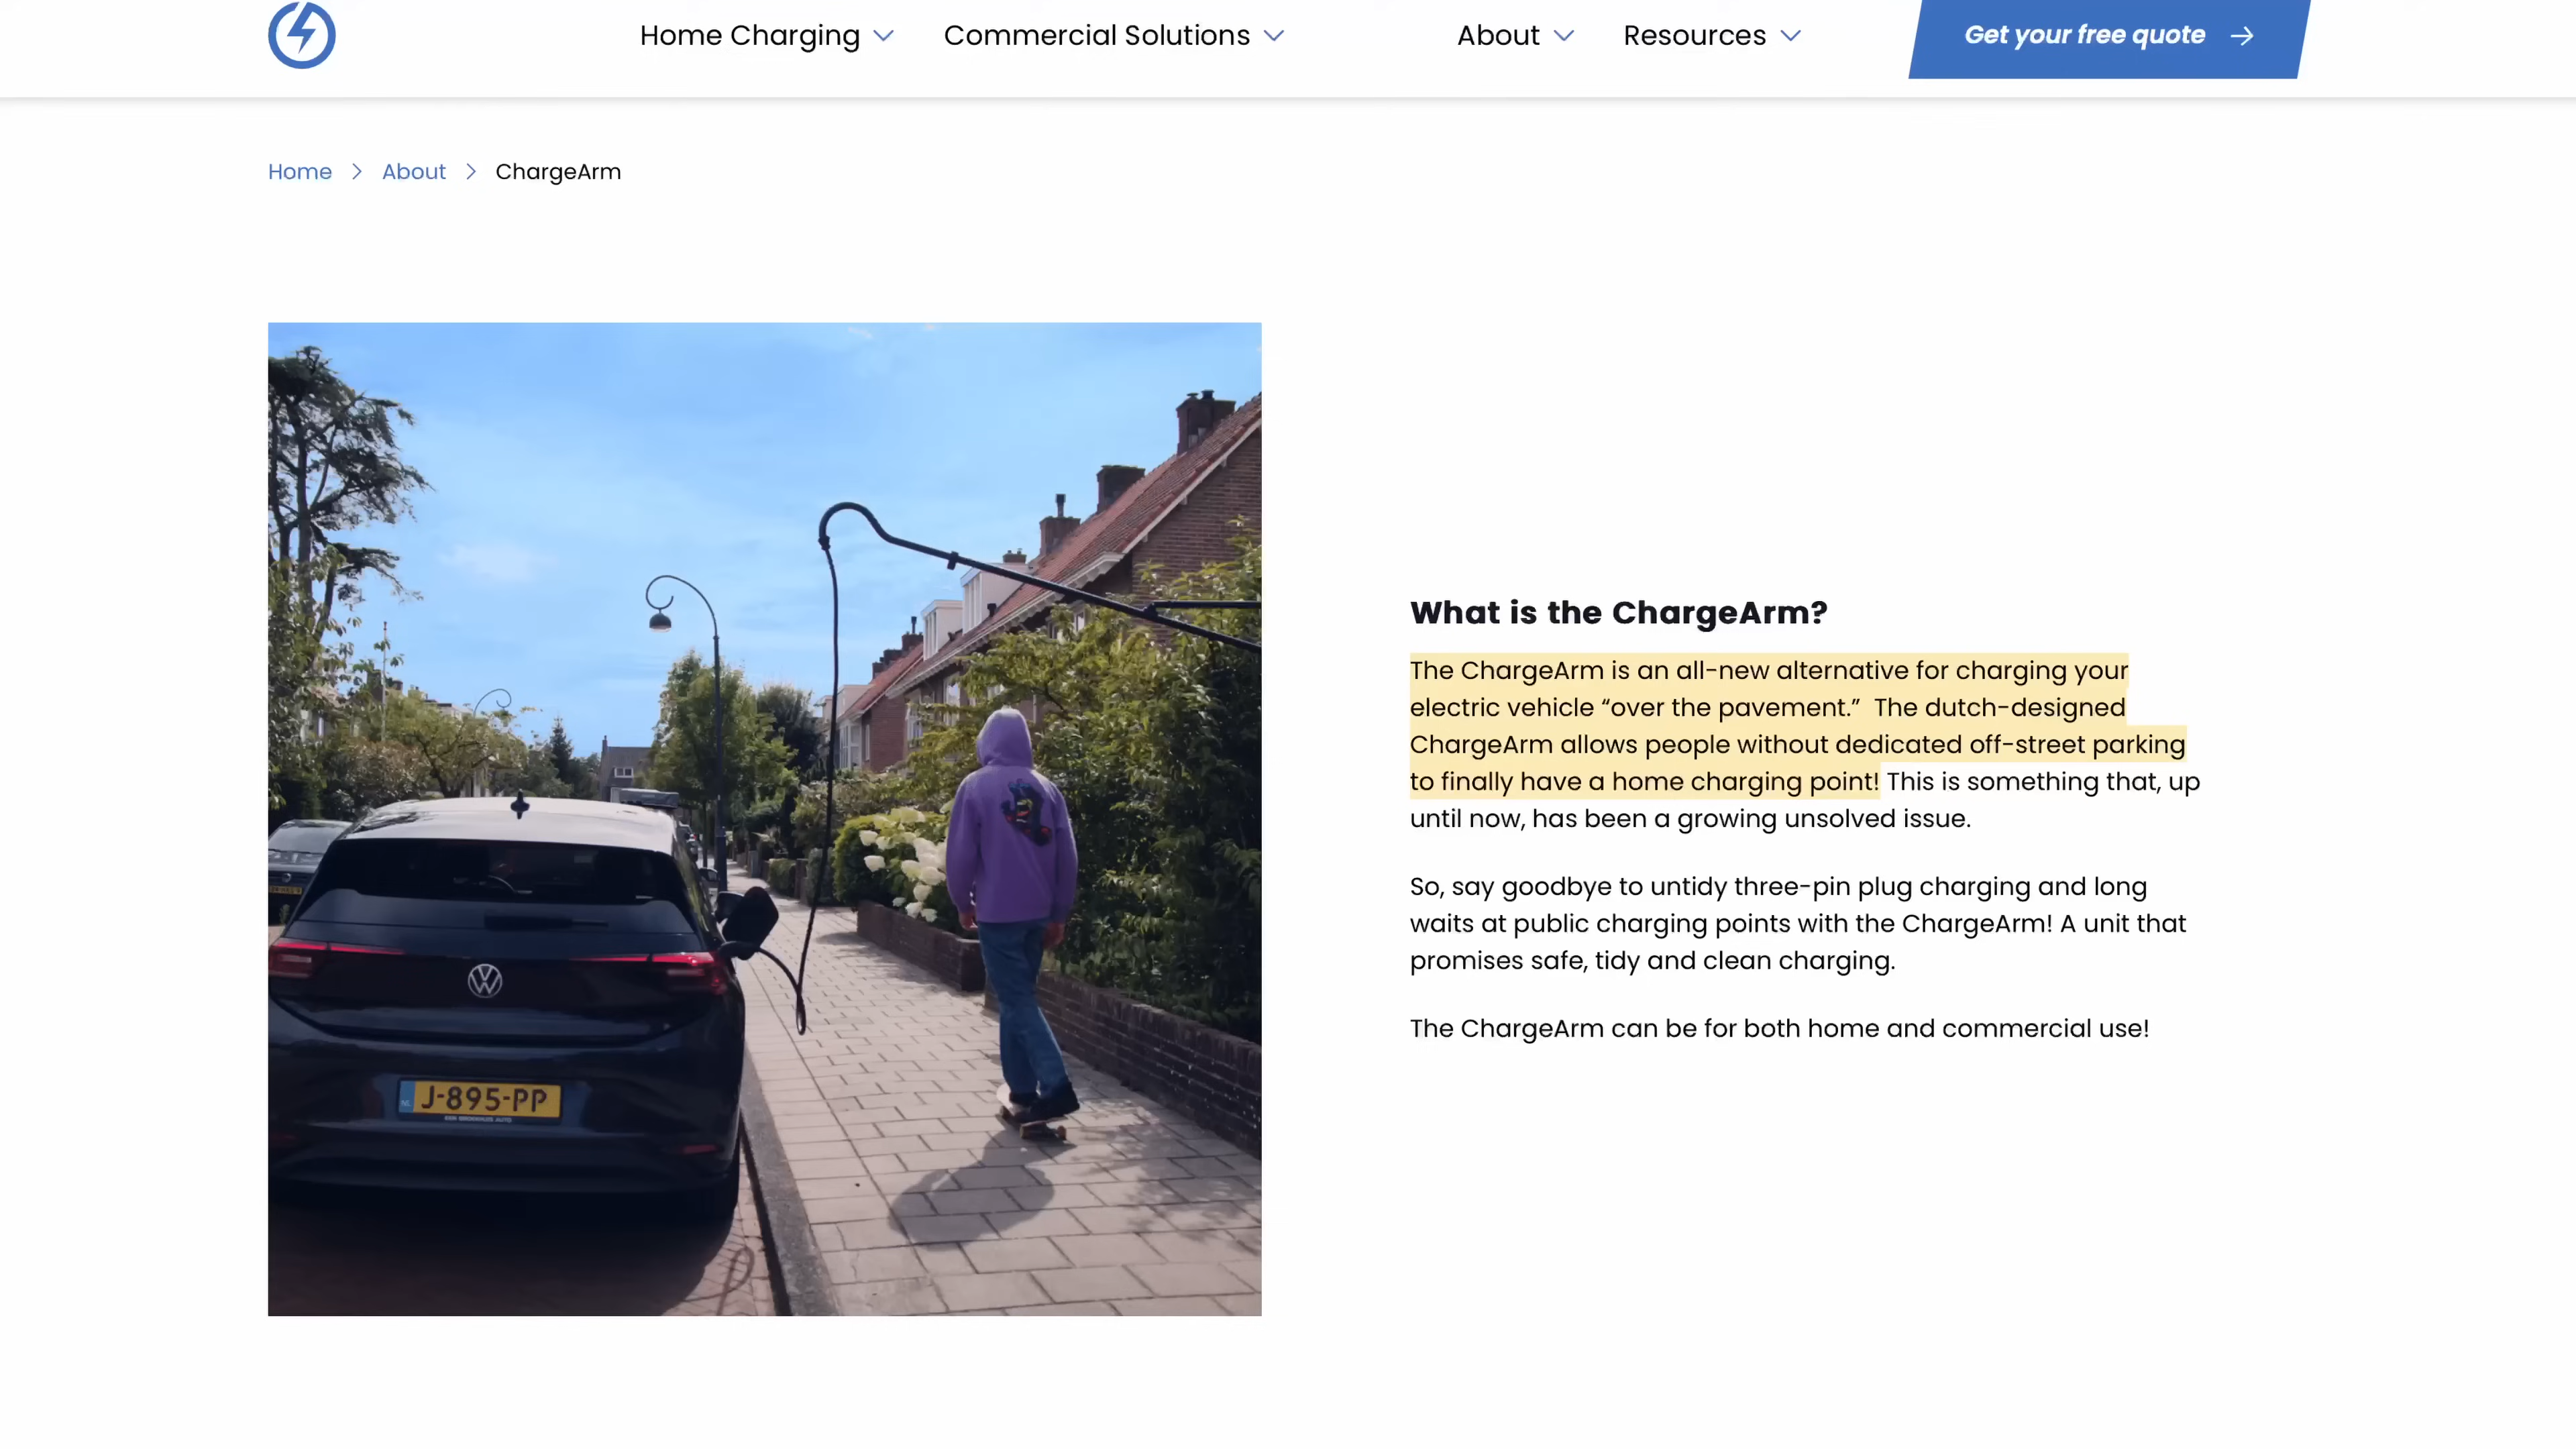 Home Charging
Commercial Solutions
About
Resources
Get your free quote
Home > About > ChargeArm
J-895-PP
What is the ChargeArm?
The ChargeArm is an all-new alternative for charging your
electric vehicle “over the pavement.”  The dutch-designed
ChargeArm allows people without dedicated off-street parking
to finally have a home charging point! This is something that, up
until now, has been a growing unsolved issue.
So, say goodbye to untidy three-pin plug charging and long
waits at public charging points with the ChargeArm! A unit that
promises safe, tidy and clean charging.
The ChargeArm can be for both home and commercial use!